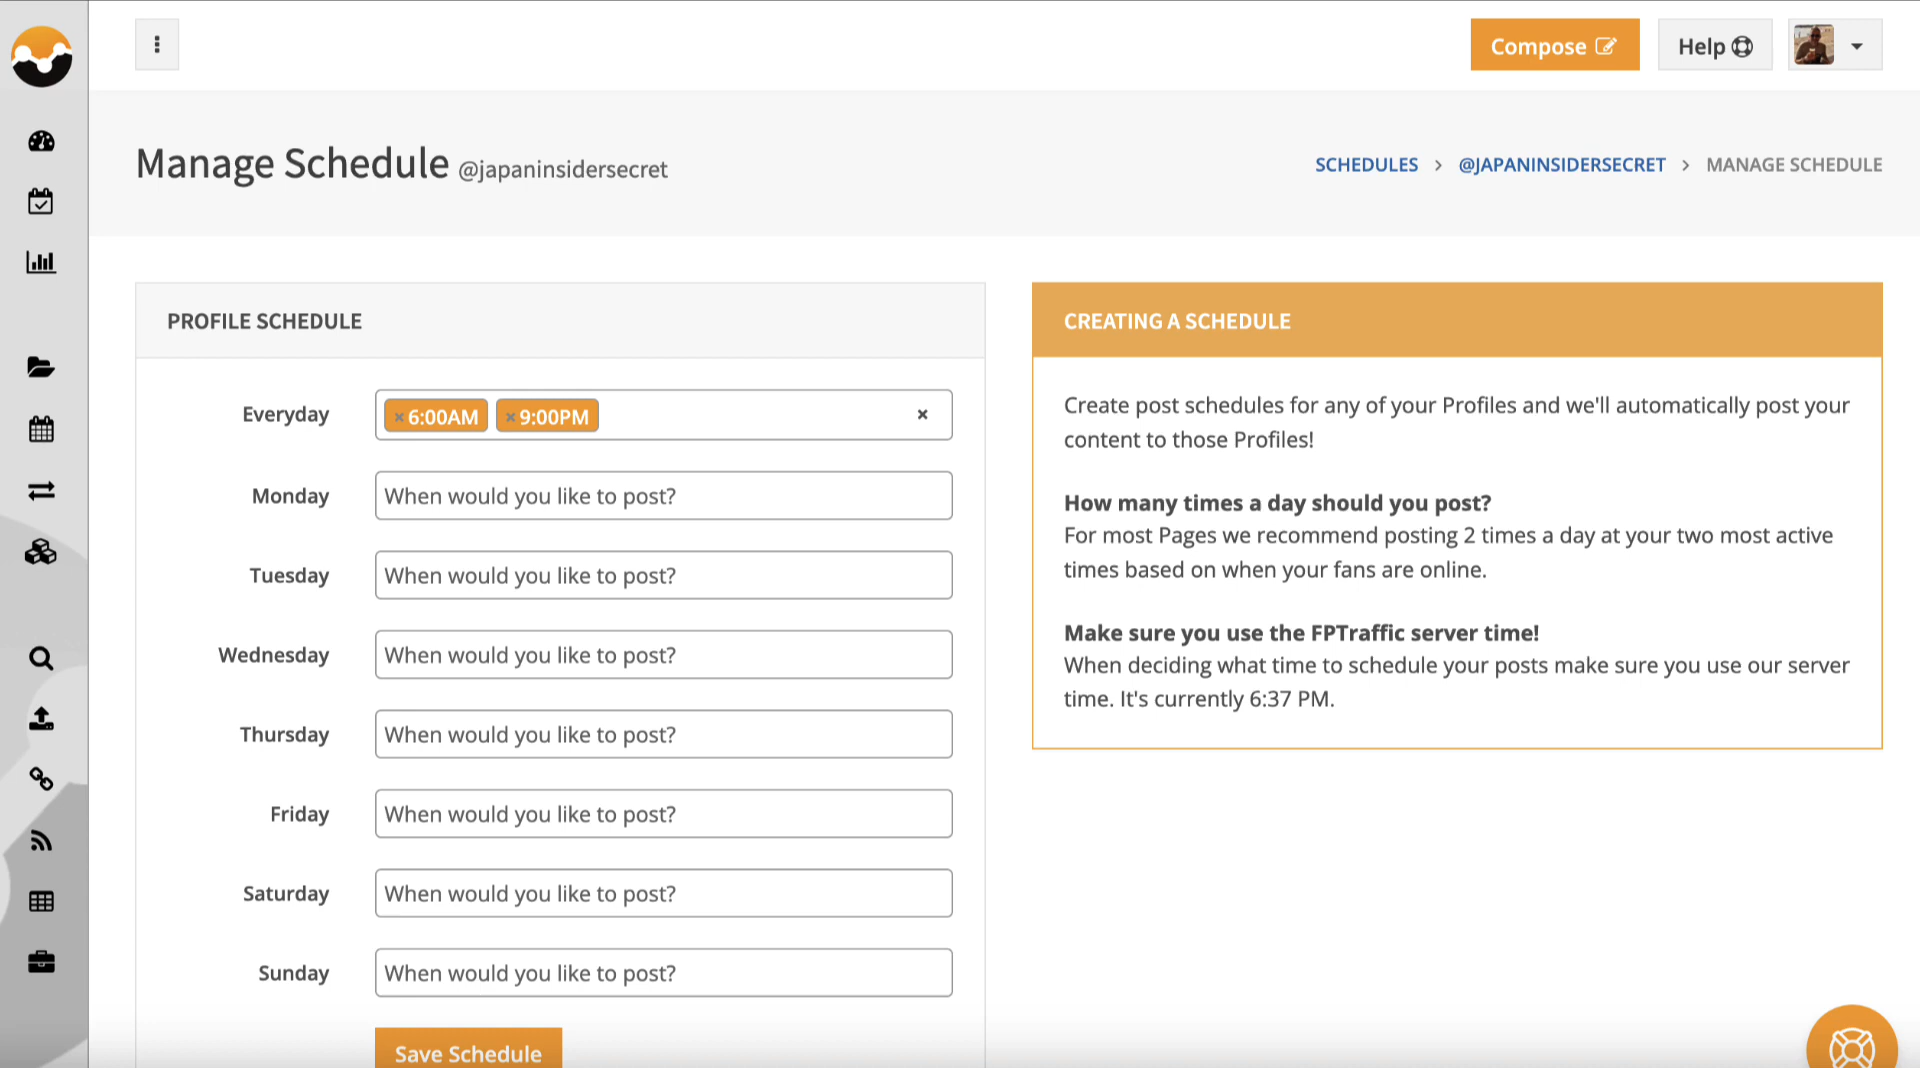 Compose
Help
Manage Schedule @japaninsidersecret
SCHEDULES > @JAPANINSIDERSECRET > MANAGE SCHEDULE
PROFILE SCHEDULE
Everyday
× 6:00AM × 9:00PM ×
Monday
When would you like to post?
Tuesday
When would you like to post?
Wednesday
When would you like to post?
Thursday
When would you like to post?
Friday
When would you like to post?
Saturday
When would you like to post?
Sunday
When would you like to post?
Save Schedule
CREATING A SCHEDULE
Create post schedules for any of your Profiles and we'll automatically post your
content to those Profiles!
How many times a day should you post?
For most Pages we recommend posting 2 times a day at your two most active
times based on when your fans are online.
Make sure you use the FPTraffic server time!
When deciding what time to schedule your posts make sure you use our server
time. It's currently 6:37 PM.